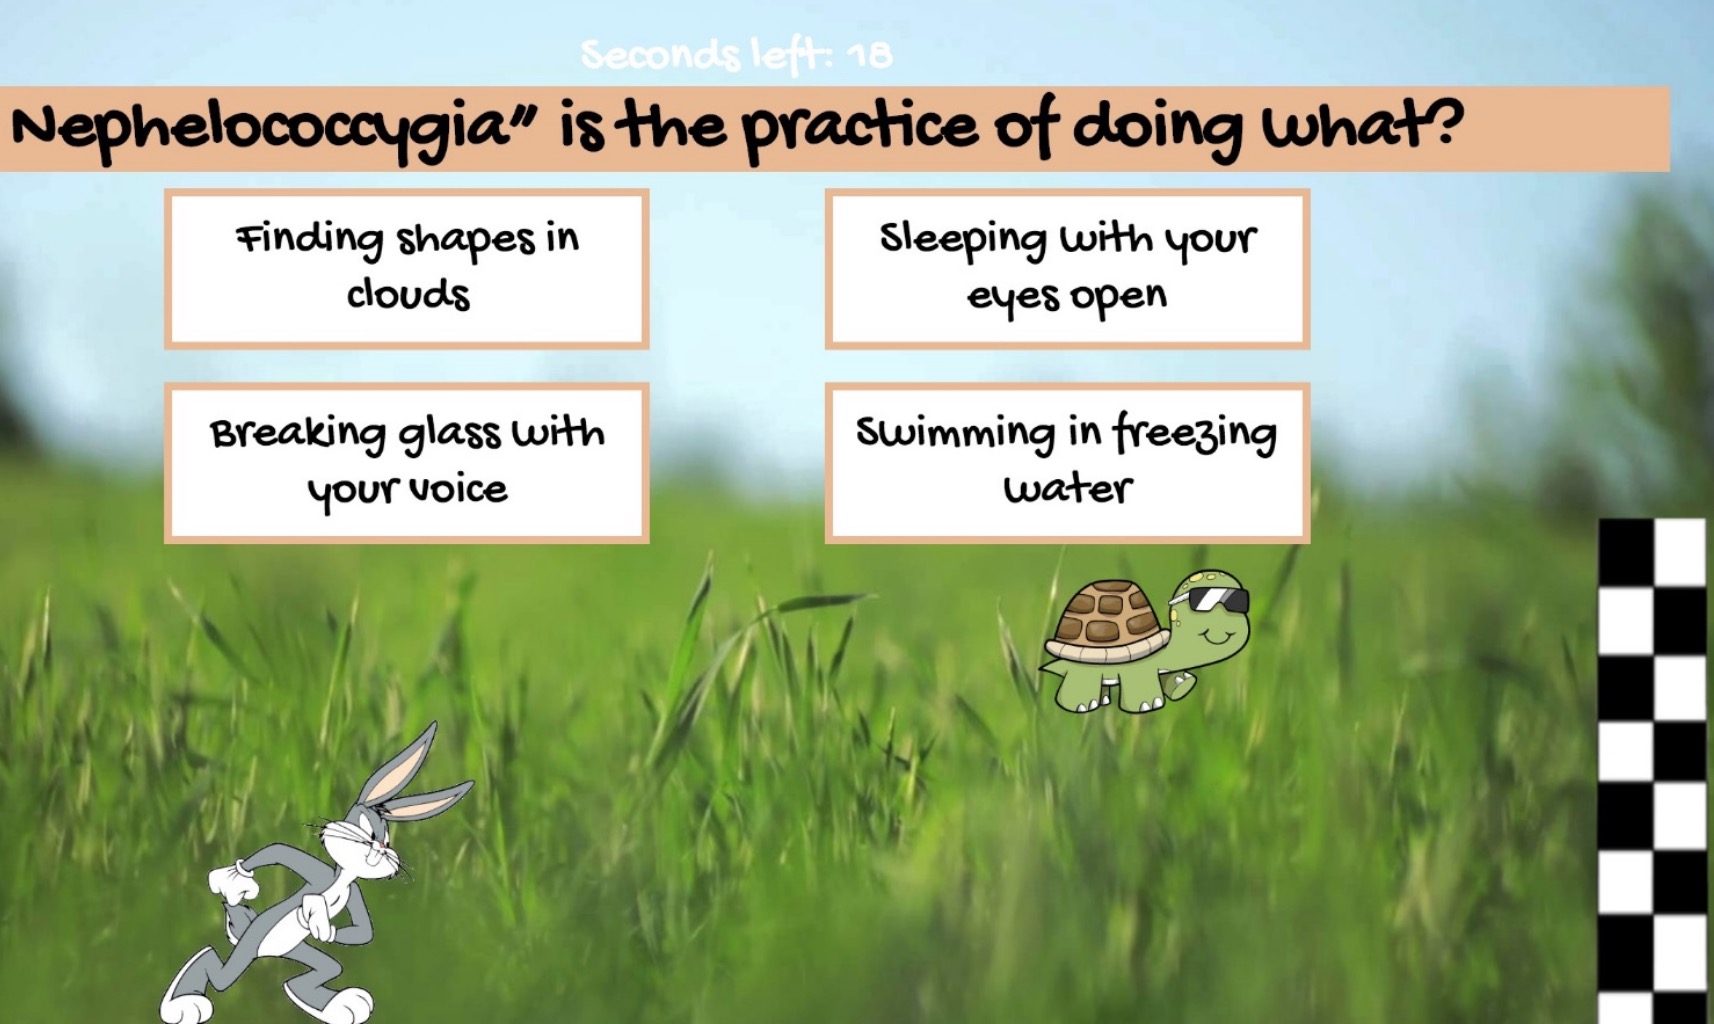 Seconds left: 18
Nephelococcygia” is the practice of doing what?
Finding shapes in
clouds
Sleeping with your
eyes open
Breaking glass with
your voice
Swimming in freezing
water